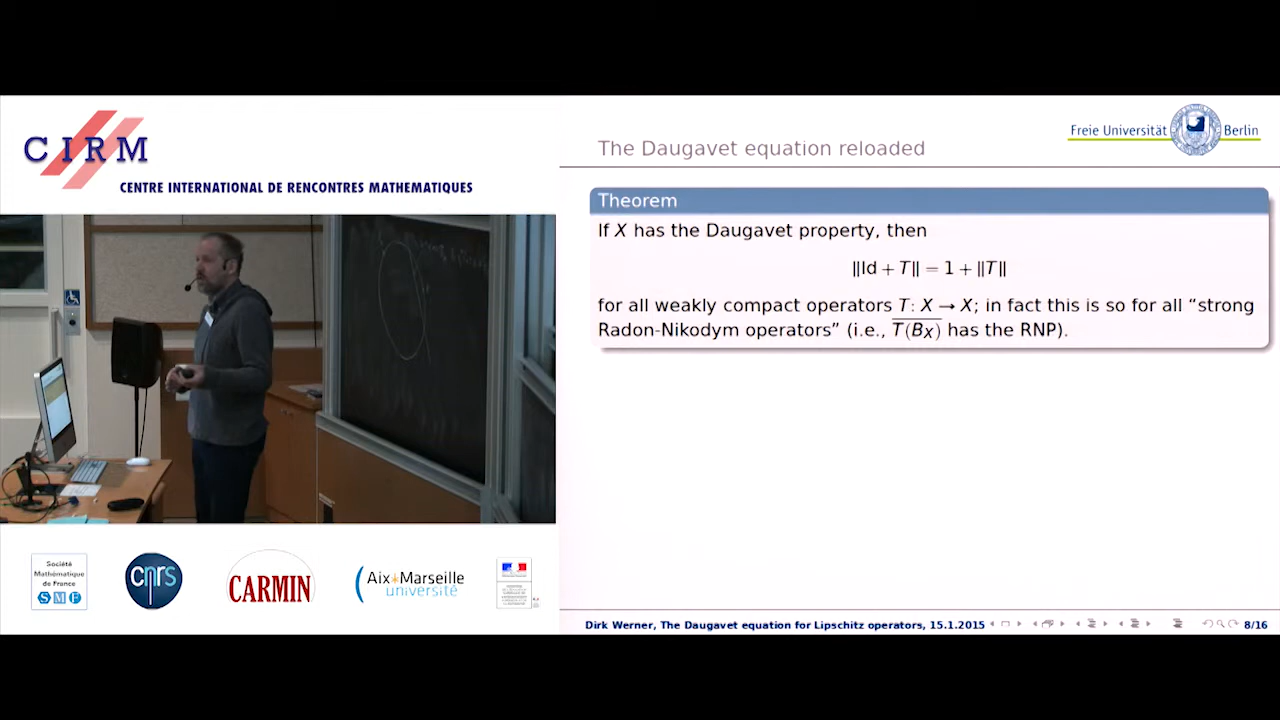 CIRM
CENTRE INTERNATIONAL DE RENCONTRES MATHEMATIQUES
Freie Universität Berlin
The Daugavet equation reloaded
Theorem
If X has the Daugavet property, then
‖Id + T‖ = 1 + ‖T‖
for all weakly compact operators T: X → X; in fact this is so for all “strong
Radon-Nikodym operators” (i.e., \overline{T(B_X)} has the RNP).
Société
Mathématique
de France
SMF
cnrs
CARMIN
Aix*Marseille
université
Dirk Werner, The Daugavet equation for Lipschitz operators, 15.1.2015
8/16